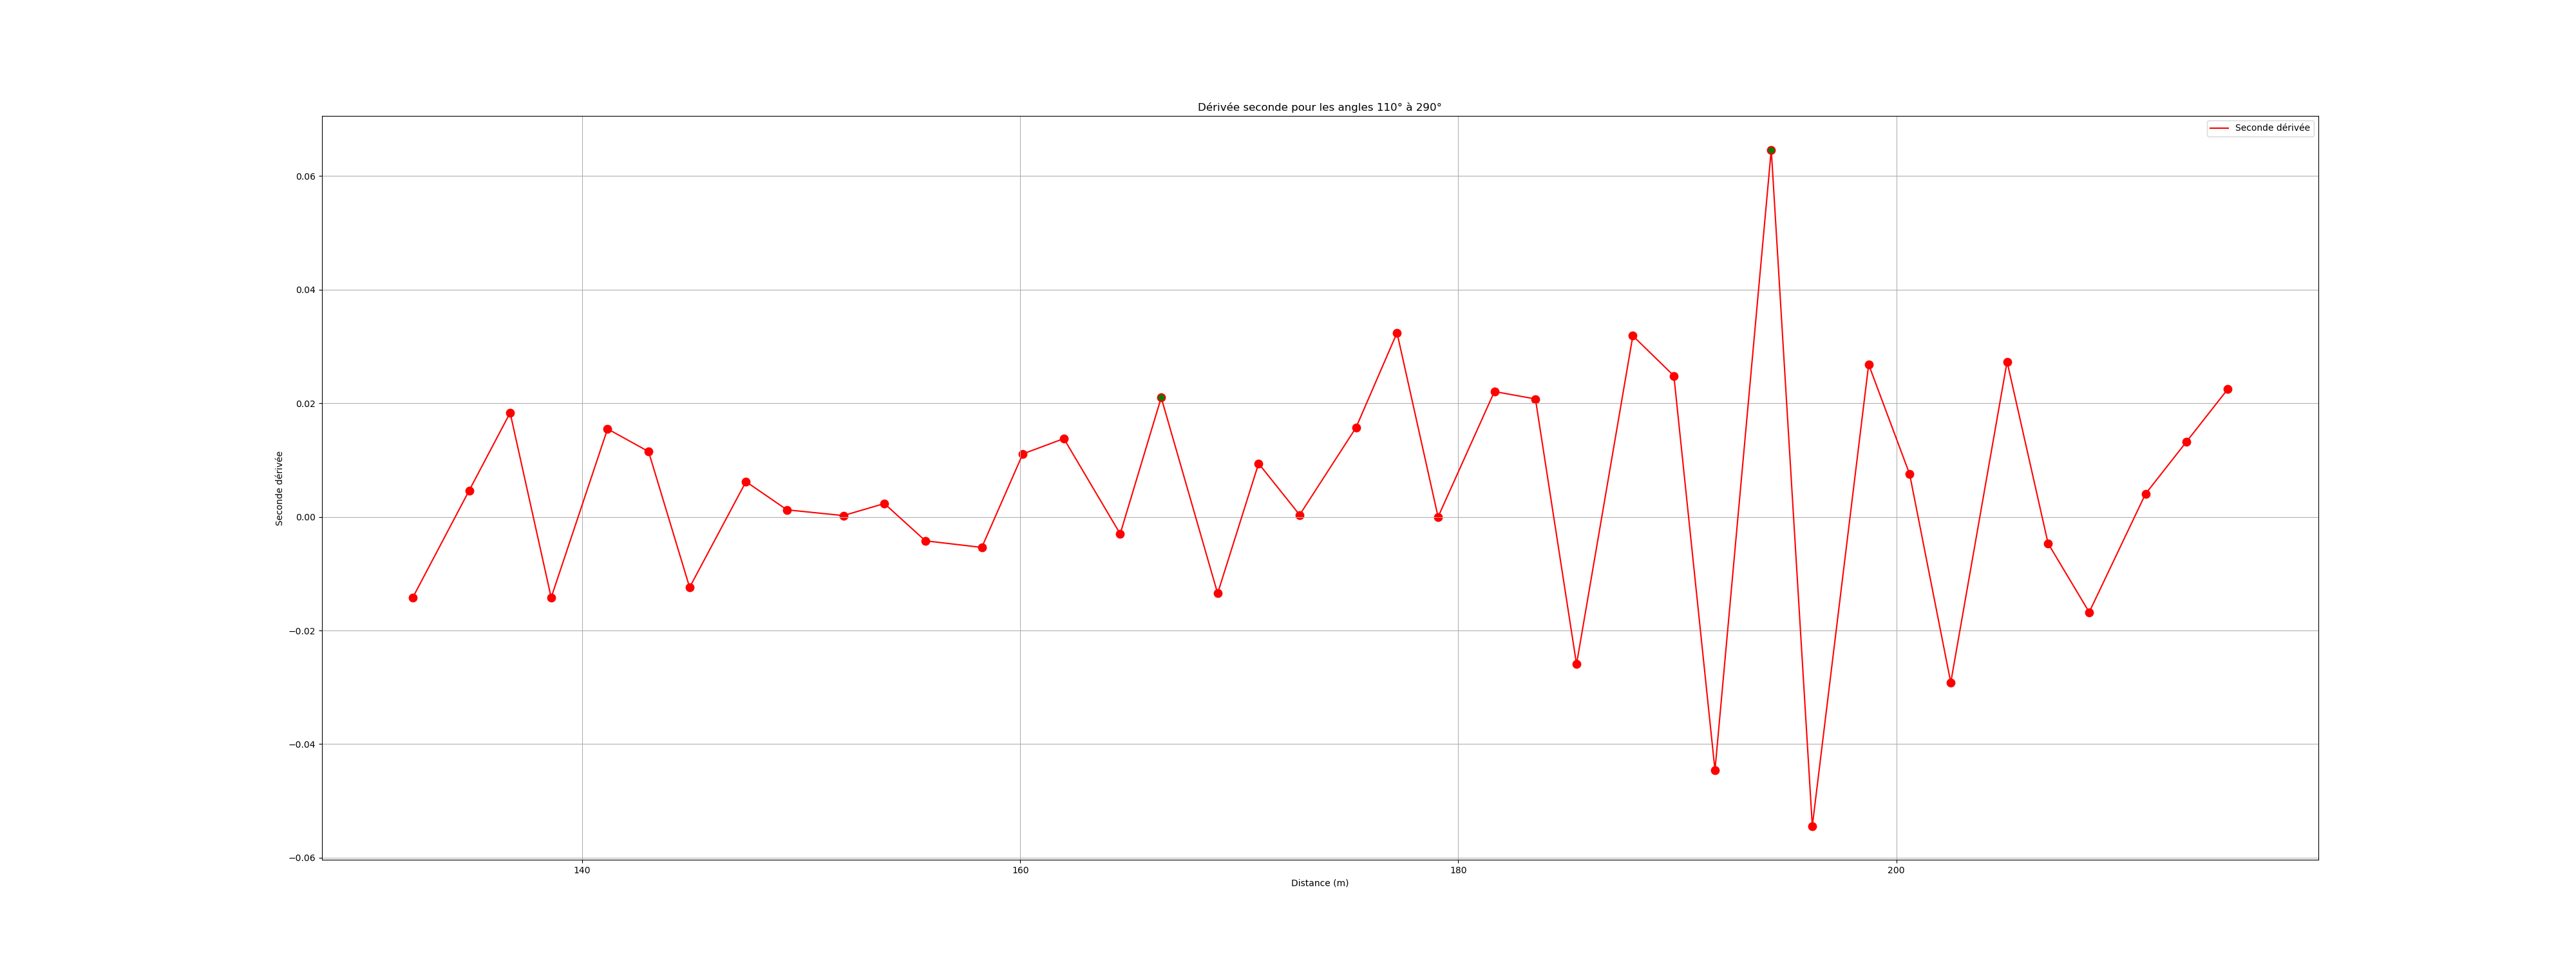 Dérivée seconde pour les angles 110° à 290°
Seconde dérivée
0.06
0.04
0.02
0.00
−0.02
−0.04
−0.06
Seconde dérivée
140
160
180
200
Distance (m)